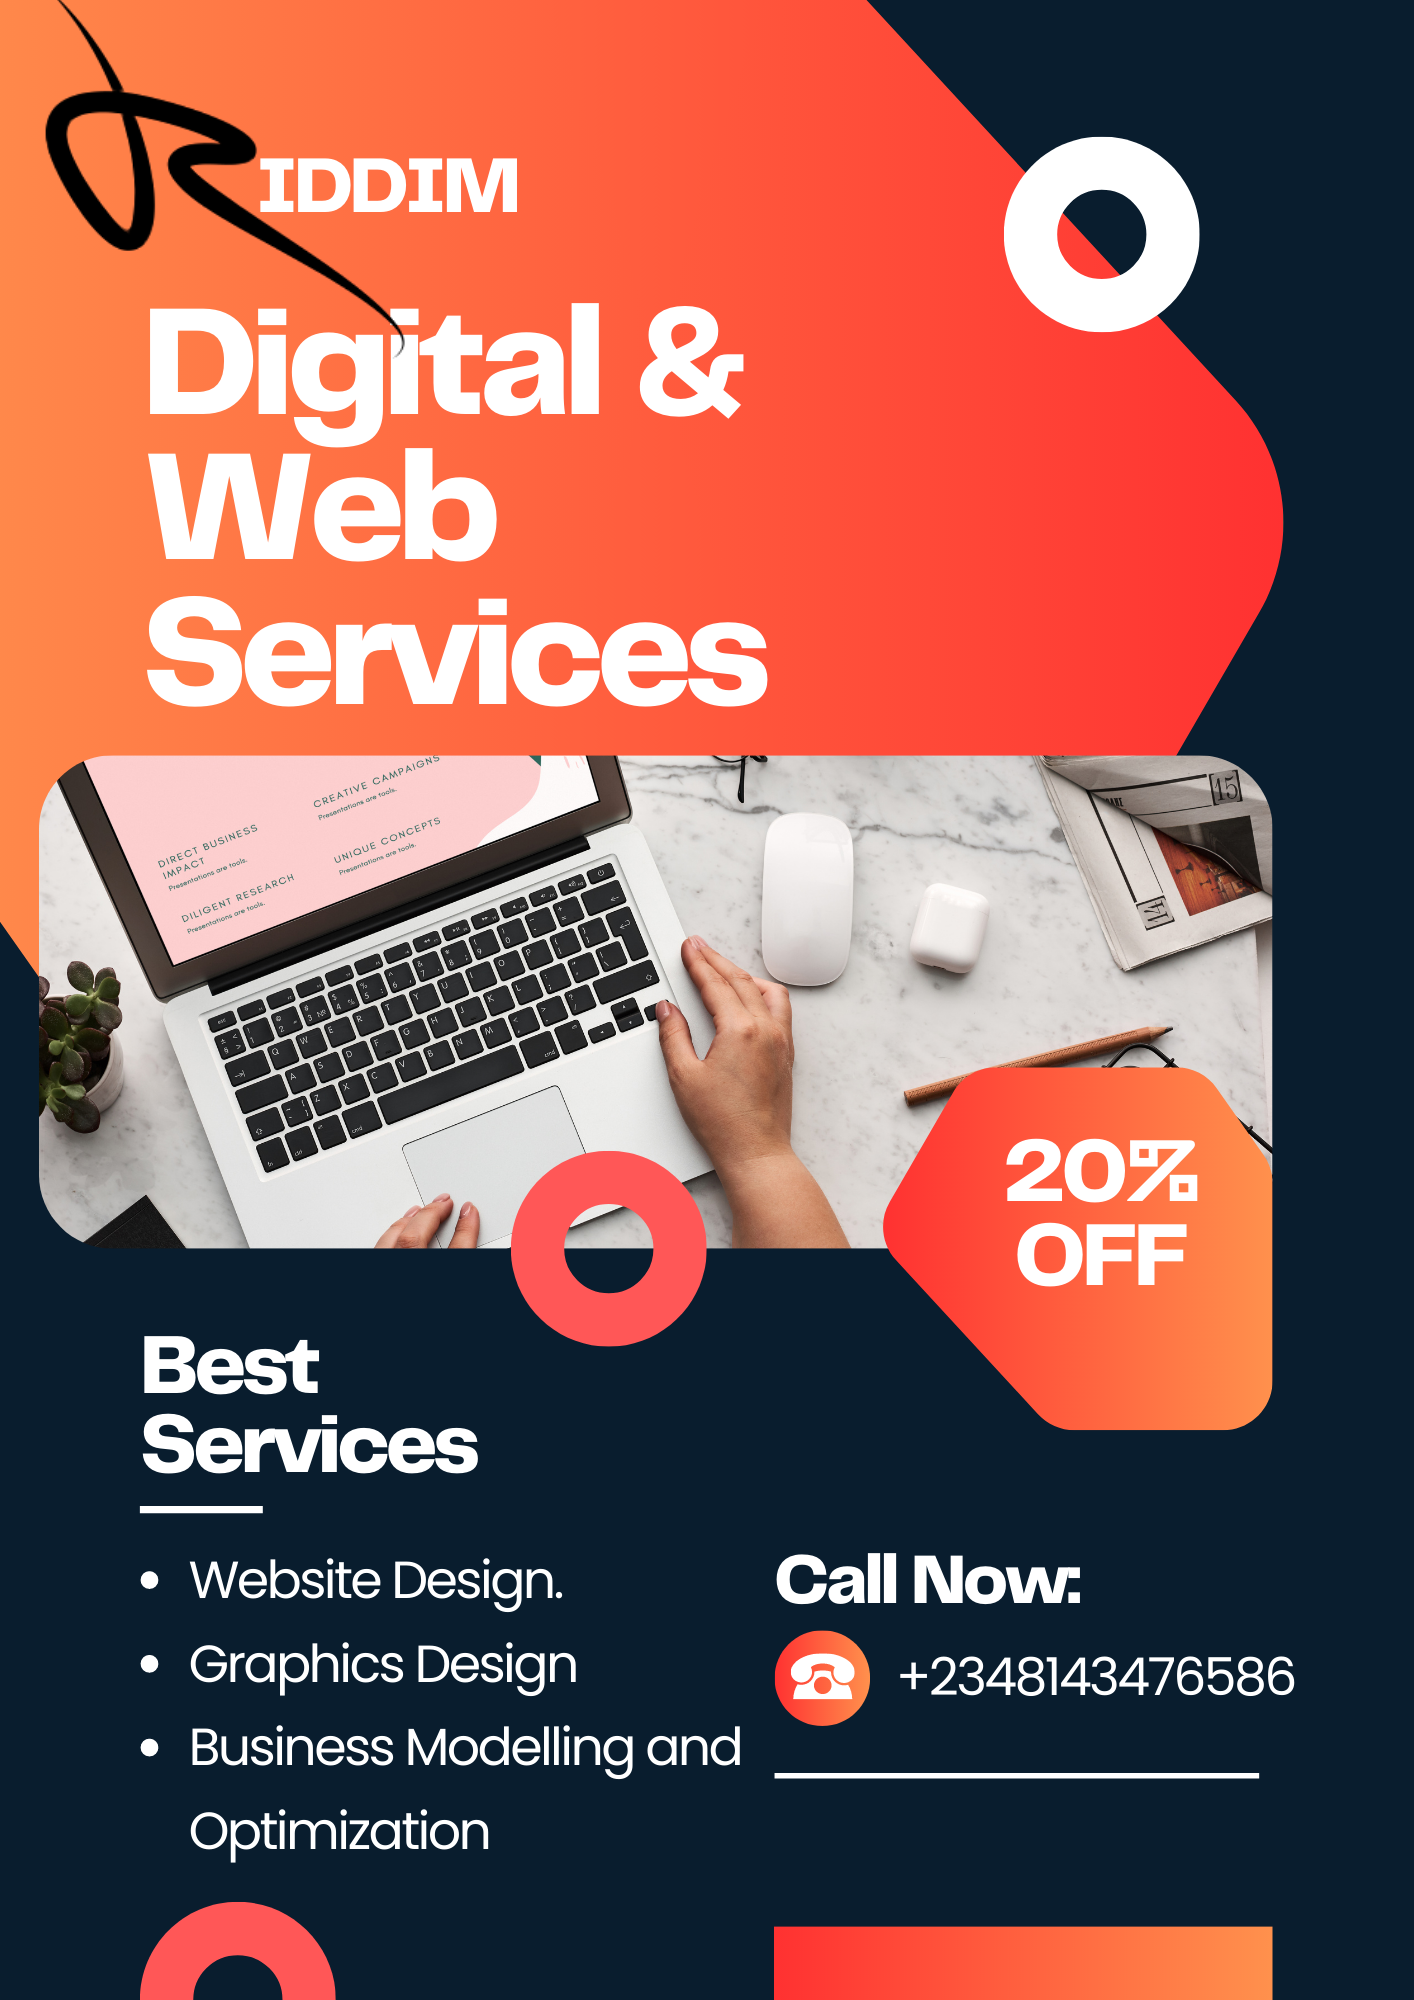 RIDDIM
Digital &
Web
Services
CREATIVE CAMPAIGNS
Presentations are tools.
DIRECT BUSINESS
IMPACT
Presentations are tools.
UNIQUE CONCEPTS
Presentations are tools.
DILIGENT RESEARCH
Presentations are tools.
15
20%
OFF
Best
Services
• Website Design.
• Graphics Design
• Business Modelling and
Optimization
Call Now:
+2348143476586